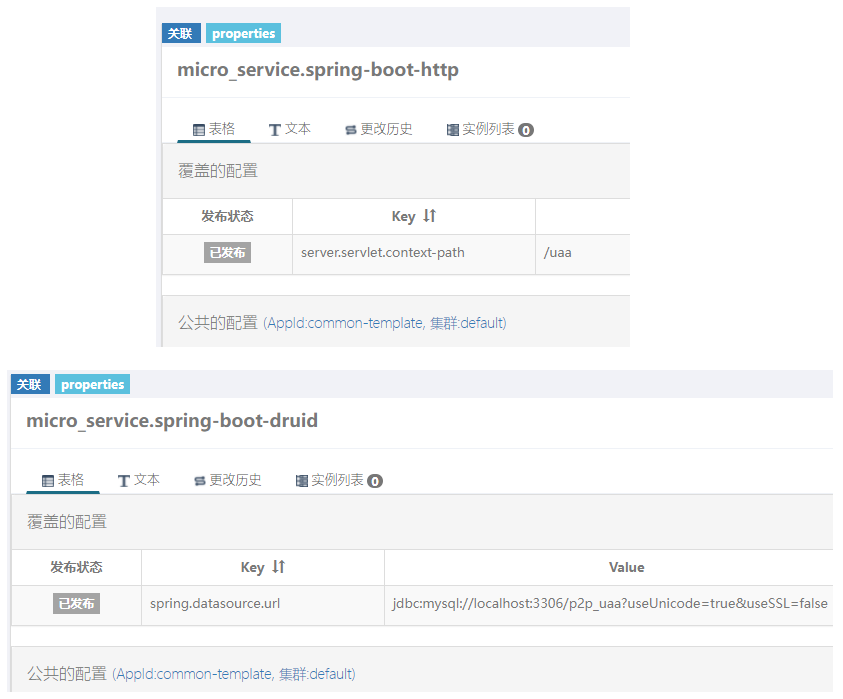 关联 properties
micro_service.spring-boot-http
表格 文本 更改历史 实例列表 0
覆盖的配置
发布状态 Key
已发布 server.servlet.context-path /uaa
公共的配置 (AppId:common-template, 集群:default)
关联 properties
micro_service.spring-boot-druid
表格 文本 更改历史 实例列表 0
覆盖的配置
发布状态 Key Value
已发布 spring.datasource.url jdbc:mysql://localhost:3306/p2p_uaa?useUnicode=true&useSSL=false
公共的配置 (AppId:common-template, 集群:default)